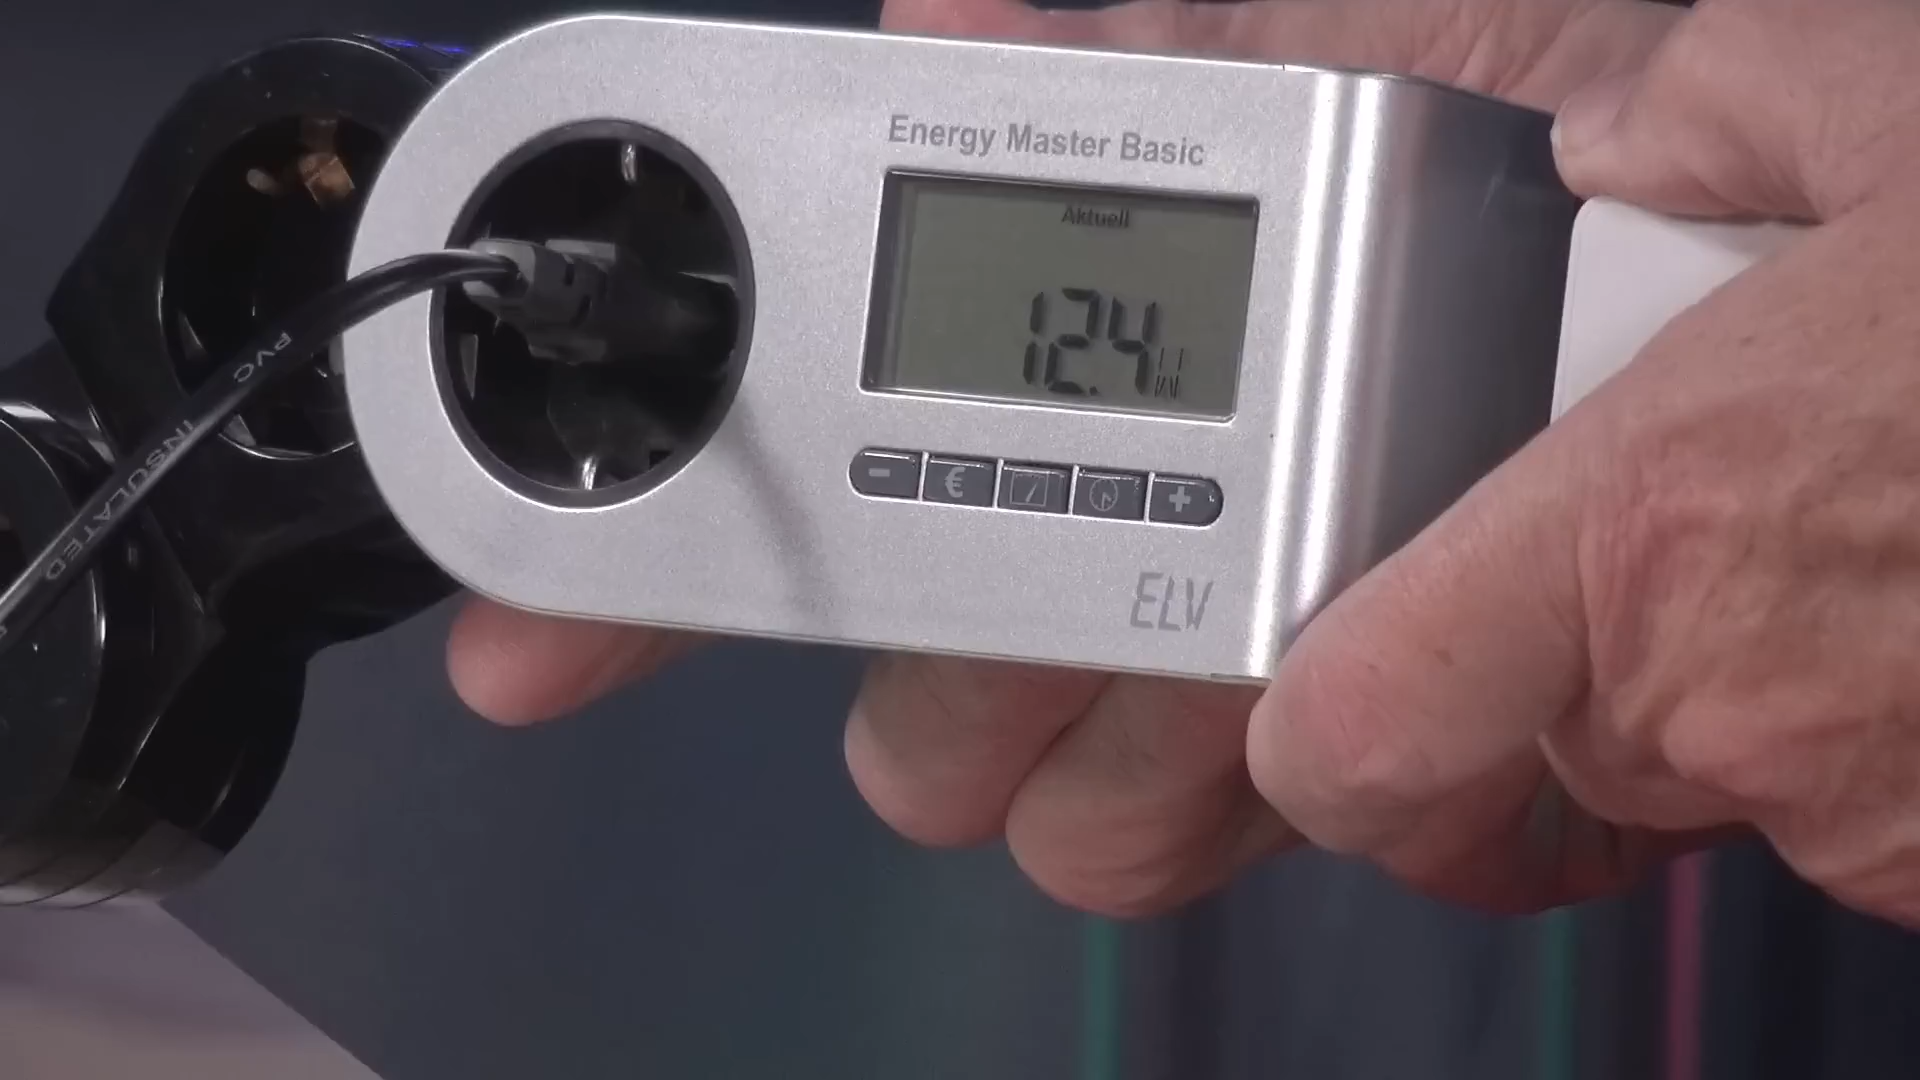 Energy Master Basic
Aktuell
12.4 W
- € +
ELV
PVC INSULATED